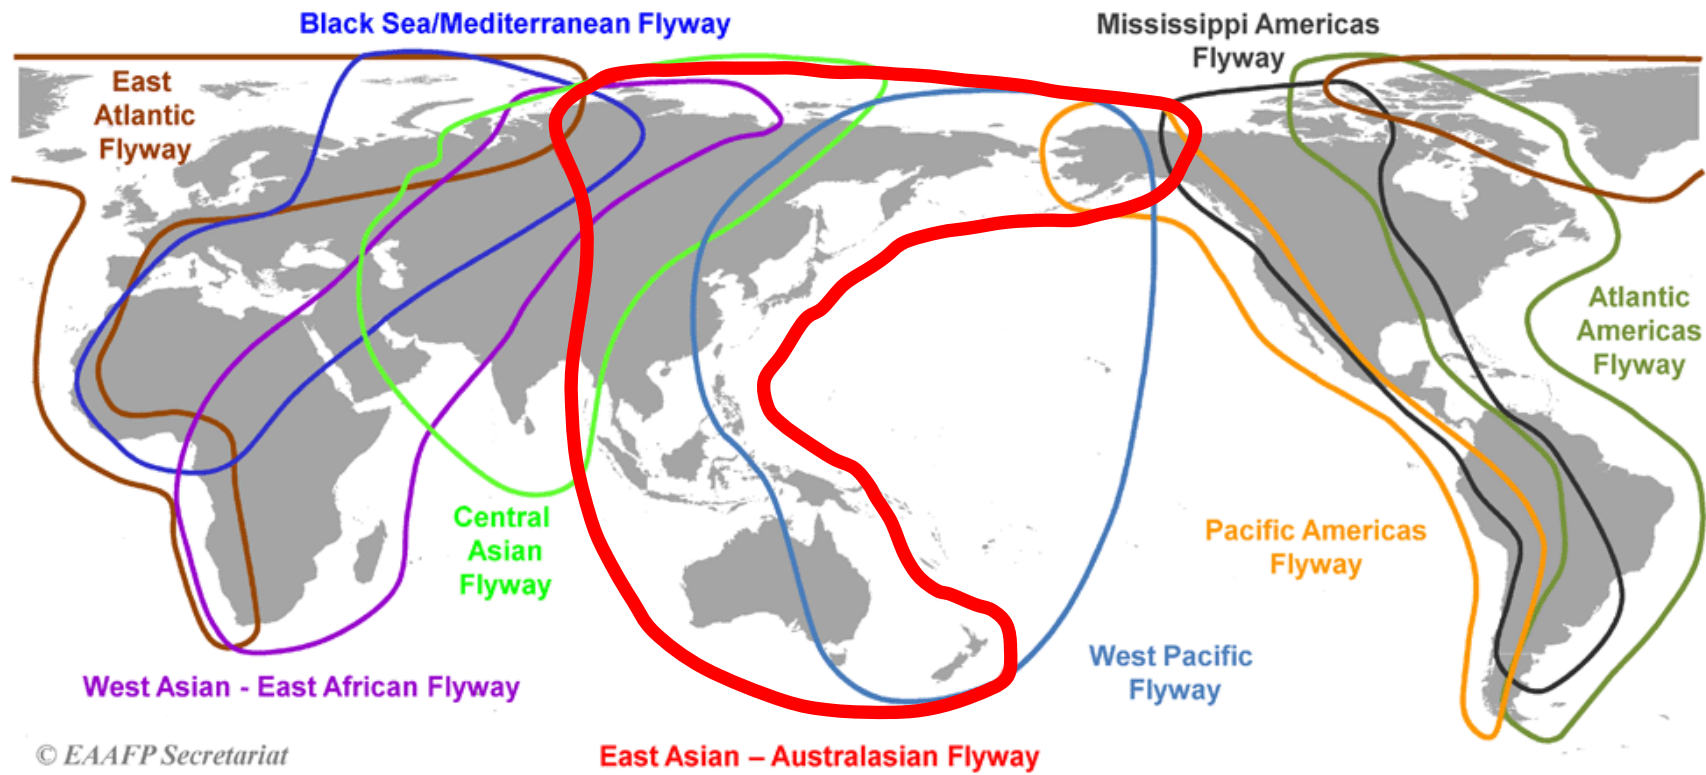 Black Sea/Mediterranean Flyway
Mississippi Americas
Flyway
East
Atlantic
Flyway
Atlantic
Americas
Flyway
Central
Asian
Flyway
Pacific Americas
Flyway
West Pacific
Flyway
West Asian - East African Flyway
East Asian – Australasian Flyway
© EAAFP Secretariat